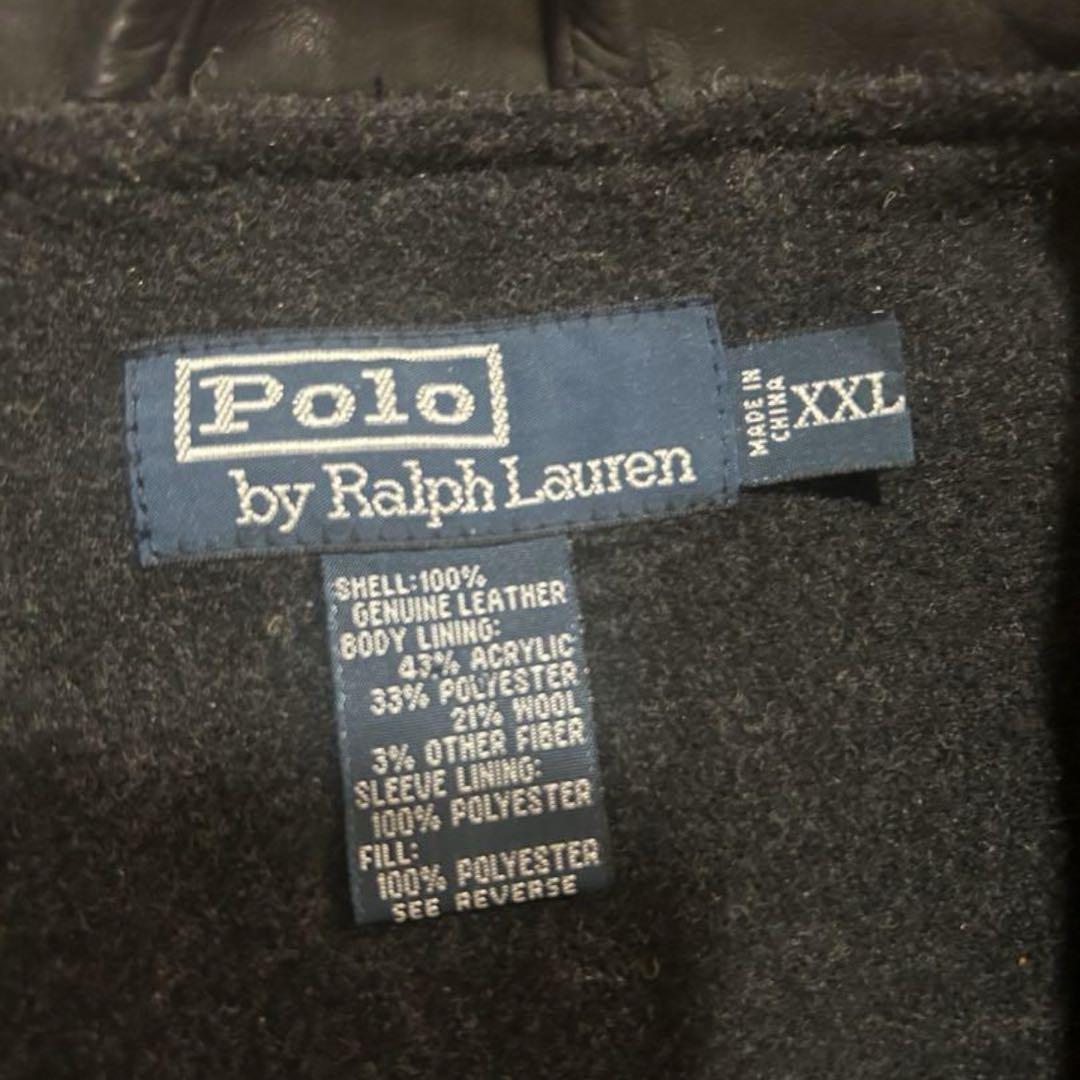 Polo
by Ralph Lauren
MADE IN
CHINA
XXL
SHELL:100%
GENUINE LEATHER
BODY LINING:
43% ACRYLIC
33% POLYESTER
21% WOOL
3% OTHER FIBER
SLEEVE LINING:
100% POLYESTER
FILL:
100% POLYESTER
SEE REVERSE